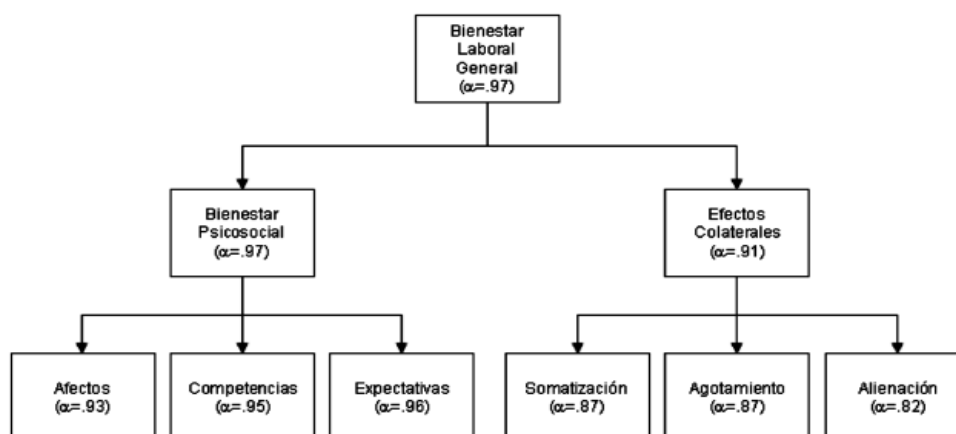 Bienestar
Laboral
General
(α=.97)
Bienestar
Psicosocial
(α=.97)
Efectos
Colaterales
(α=.91)
Afectos
(α=.93)
Competencias
(α=.95)
Expectativas
(α=.96)
Somatización
(α=.87)
Agotamiento
(α=.87)
Alienación
(α=.82)